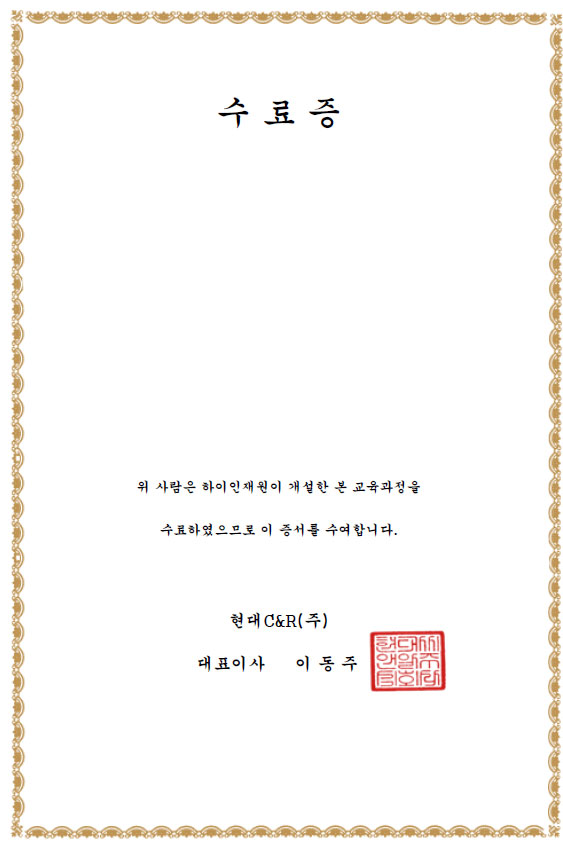 수 료 증
위 사람은 하이인재원이 개설한 본 교육과정을
수료하였으므로 이 증서를 수여합니다.
현대C&R(주)
대표이사 이 동 주